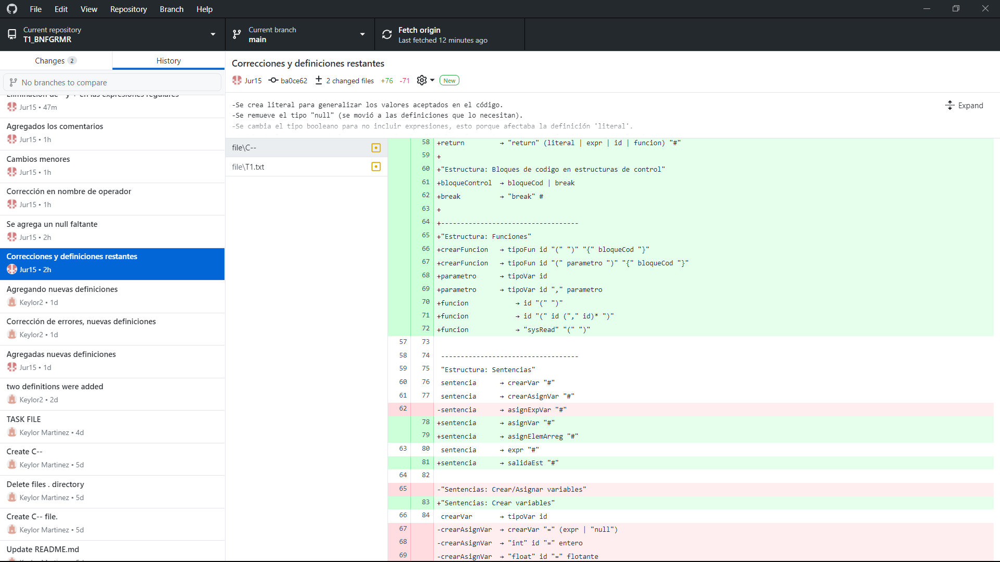 File Edit View Repository Branch Help
Current repository
T1_BNFGRMR
Current branch
main
Fetch origin
Last fetched 12 minutes ago
Changes 2
History
No branches to compare
Jur15 • 47m
Agregados los comentarios
Jur15 • 1h
Cambios menores
Jur15 • 1h
Corrección en nombre de operador
Jur15 • 1h
Se agrega un null faltante
Jur15 • 2h
Correcciones y definiciones restantes
Jur15 • 2h
Agregando nuevas definiciones
Keylor2 • 1d
Corrección de errores, nuevas definiciones
Keylor2 • 1d
Agregadas nuevas definiciones
Jur15 • 1d
two definitions were added
Keylor2 • 2d
TASK FILE
Keylor Martinez • 4d
Create C--
Keylor Martinez • 5d
Delete files . directory
Keylor Martinez • 5d
Create C-- file.
Keylor Martinez • 5d
Update README.md
Correcciones y definiciones restantes
Jur15 ba0ce62 2 changed files +76 -71 New
-Se crea literal para generalizar los valores aceptados en el código.
-Se remueve el tipo "null" (se movió a las definiciones que lo necesitan).
-Se cambia el tipo booleano para no incluir expresiones, esto porque afectaba la definición 'literal'.
Expand
file\C--
file\T1.txt
58 +return → "return" (literal | expr | id | funcion) "#"
59 +
60 +"Estructura: Bloques de codigo en estructuras de control"
61 +bloqueControl → bloqueCod | break
62 +break → "break" #
63 +
64 +-----------------------------------
65 +"Estructura: Funciones"
66 +crearFuncion → tipoFun id "(" ")" "{" bloqueCod "}"
67 +crearFuncion → tipoFun id "(" parametro ")" "{" bloqueCod "}"
68 +parametro → tipoVar id
69 +parametro → tipoVar id "," parametro
70 +funcion → id "(" ")"
71 +funcion → id "(" id ("," id)* ")"
72 +funcion → "sysRead" "(" ")"
57 73
58 74 -----------------------------------
59 75 "Estructura: Sentencias"
60 76 sentencia → crearVar "#"
61 77 sentencia → crearAsignVar "#"
62 -sentencia → asignExpVar "#"
78 +sentencia → asignVar "#"
79 +sentencia → asignElemArreg "#"
63 80 sentencia → expr "#"
81 +sentencia → salidaEst "#"
64 82
65 -"Sentencias: Crear/Asignar variables"
83 +"Sentencias: Crear variables"
66 84 crearVar → tipoVar id
67 -crearAsignVar → crearVar "=" (expr | "null")
68 -crearAsignVar → "int" id "=" entero
69 -crearAsignVar → "float" id "=" flotante